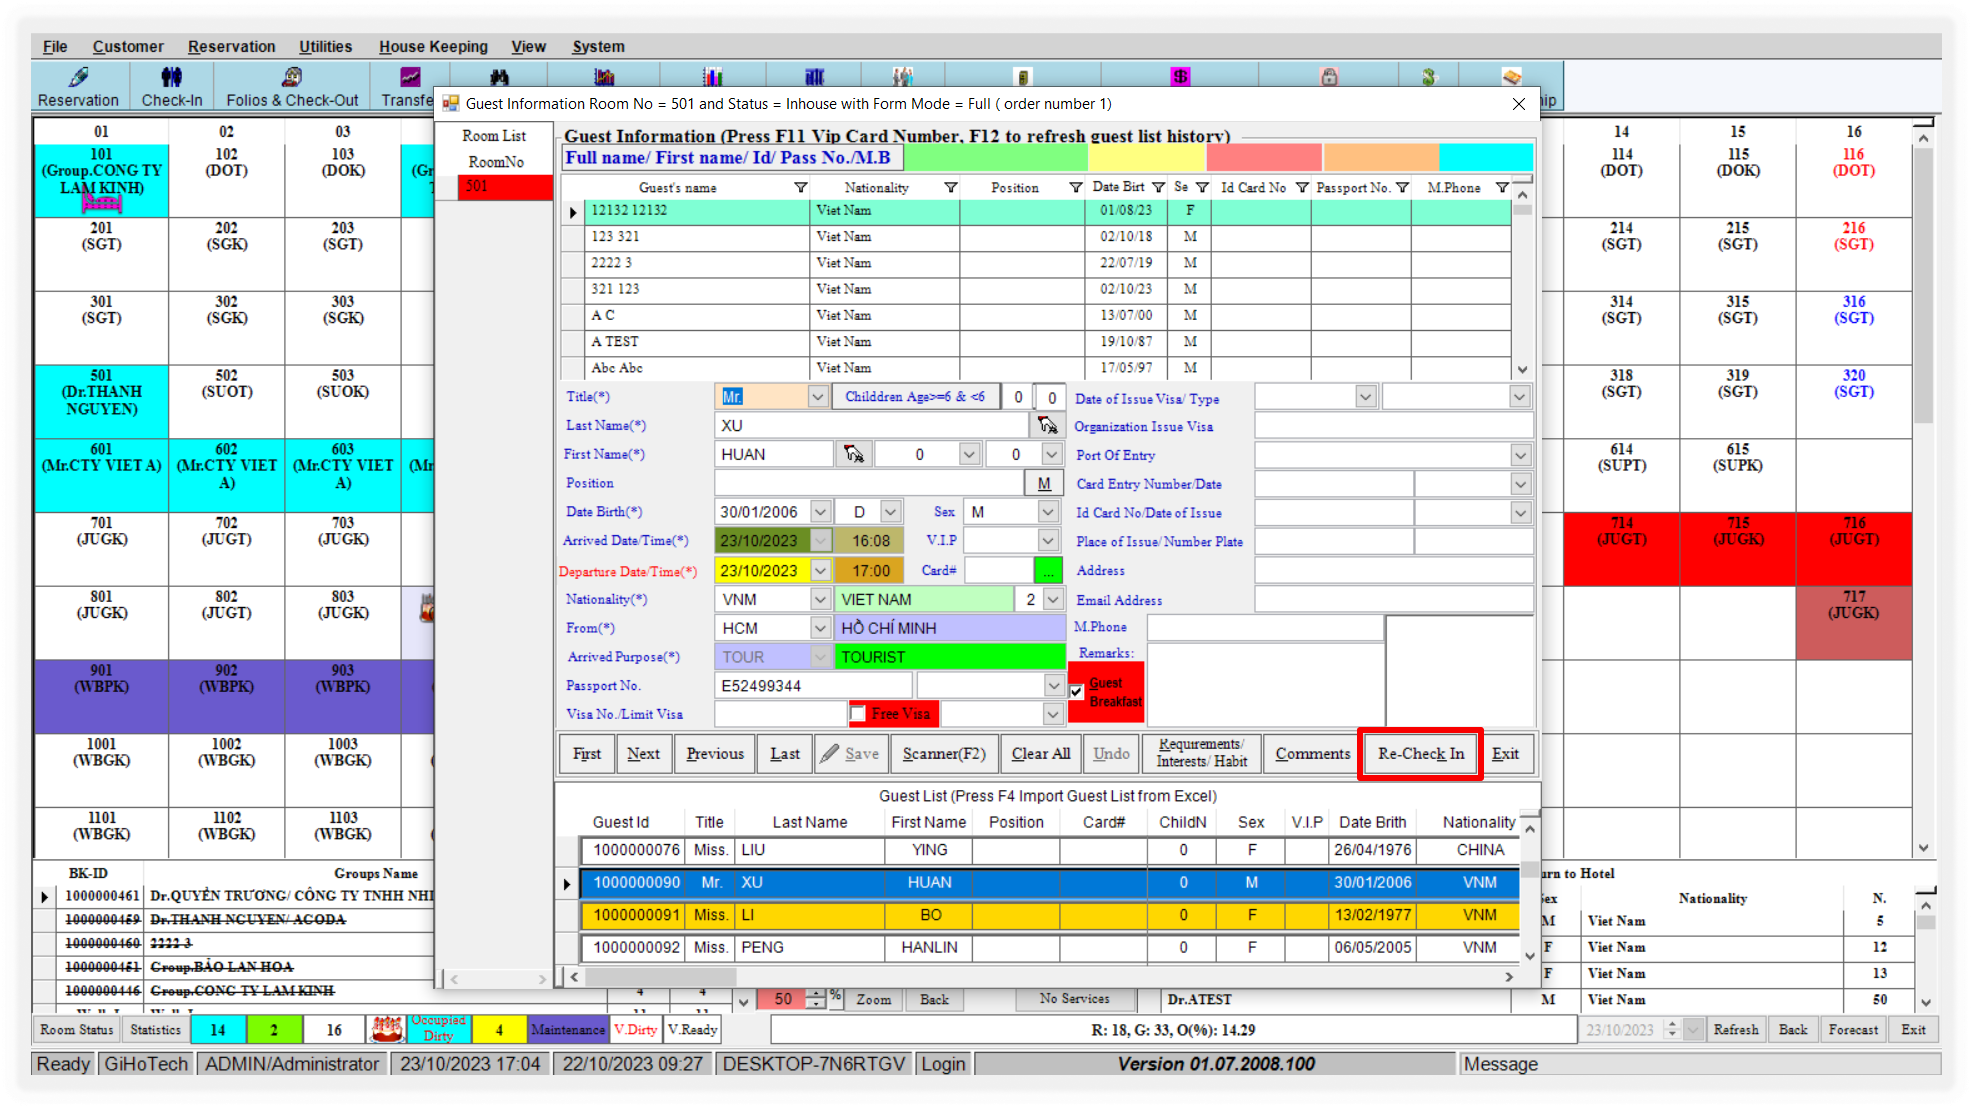 File Customer Reservation Utilities House Keeping View System
Reservation Check-In Folios & Check-Out Transfe
Guest Information Room No = 501 and Status = Inhouse with Form Mode = Full ( order number 1)
01 02 03 14 15 16
101 102 103 114 115 116
(Group.CONG TY LAM KINH) (DOT) (DOK) (DOT) (DOK) (DOT)
201 202 203 214 215 216
(SGT) (SGK) (SGT) (SGT) (SGT) (SGT)
301 302 303 314 315 316
(SGT) (SGK) (SGK) (SGT) (SGT) (SGT)
501 502 503 318 319 320
(Dr.THANH NGUYEN) (SUOT) (SUOK) (SGT) (SGT) (SGT)
601 602 603 614 615
(Mr.CTY VIET A) (Mr.CTY VIET A) (Mr.CTY VIET A) (Mr (SUPT) (SUPK)
701 702 703 714 715 716
(JUGK) (JUGT) (JUGK) (JUGT) (JUGK) (JUGT)
801 802 803 717
(JUGK) (JUGT) (JUGK) (JUGK)
901 902 903
(WBPK) (WBPK) (WBPK)
1001 1002 1003
(WBGK) (WBGK) (WBGK)
1101 1102 1103
(WBGK) (WBGK) (WBGK)
Room List
RoomNo
501
Guest Information (Press F11 Vip Card Number, F12 to refresh guest list history)
Full name/ First name/ Id/ Pass No./M.B
Guest's name Nationality Position Date Birt Se Id Card No Passport No. M.Phone
12132 12132 Viet Nam 01/08/23 F
123 321 Viet Nam 02/10/18 M
2222 3 Viet Nam 22/07/19 M
321 123 Viet Nam 02/10/23 M
A C Viet Nam 13/07/00 M
A TEST Viet Nam 19/10/87 M
Abc Abc Viet Nam 17/05/97 M
Title(*) Mr. Childdren Age>=6 & <6 0 0
Last Name(*) XU
First Name(*) HUAN 0 0
Position M
Date Birth(*) 30/01/2006 D Sex M
Arrived Date/Time(*) 23/10/2023 16:08 V.I.P
Departure Date/Time(*) 23/10/2023 17:00 Card# ...
Nationality(*) VNM VIET NAM 2
From(*) HCM HỒ CHÍ MINH
Arrived Purpose(*) TOUR TOURIST
Passport No. E52499344
Visa No./Limit Visa Free Visa
Date of Issue Visa/ Type
Organization Issue Visa
Port Of Entry
Card Entry Number/Date
Id Card No/Date of Issue
Place of Issue/ Number Plate
Address
Email Address
M.Phone
Remarks:
Guest Breakfast
First Next Previous Last Save Scanner(F2) Clear All Undo Requirements/ Interests/ Habit Comments Re-Check In Exit
Guest List (Press F4 Import Guest List from Excel)
Guest Id Title Last Name First Name Position Card# ChildN Sex V.I.P Date Brith Nationality
1000000076 Miss. LIU YING 0 F 26/04/1976 CHINA
1000000090 Mr. XU HUAN 0 M 30/01/2006 VNM
1000000091 Miss. LI BO 0 F 13/02/1977 VNM
1000000092 Miss. PENG HANLIN 0 F 06/05/2005 VNM
BK-ID Groups Name
1000000461 Dr.QUYỀN TRƯƠNG/ CÔNG TY TNHH NHI
1000000459 Dr.THANH NGUYEN/ AGODA
1000000460 2222 3
1000000451 Group.BẢO LAN HOA
1000000446 Group.CONG TY LAM KINH 4 4
urn to Hotel
Sex Nationality N.
M Viet Nam 5
F Viet Nam 12
F Viet Nam 13
M Viet Nam 50
50 % Zoom Back No Services Dr.ATEST
Room Status Statistics 14 2 16 Occupied Dirty 4 Maintenance V.Dirty V.Ready R: 18, G: 33, O(%): 14.29 23/10/2023 Refresh Back Forecast Exit
Ready GiHoTech ADMIN/Administrator 23/10/2023 17:04 22/10/2023 09:27 DESKTOP-7N6RTGV Login Version 01.07.2008.100 Message